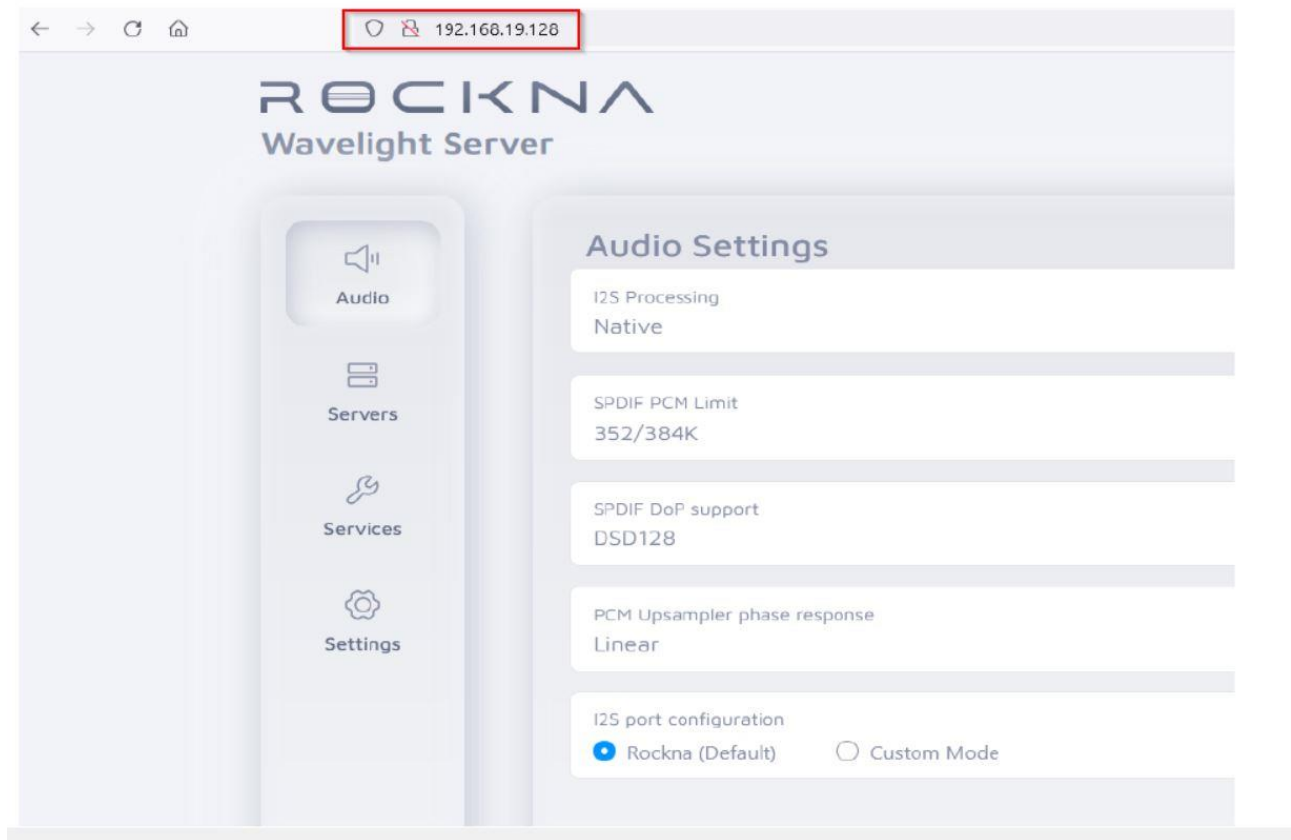 192.168.19.128
ROCKNA
Wavelight Server
Audio
Servers
Services
Settings
Audio Settings
I2S Processing
Native
SPDIF PCM Limit
352/384K
SPDIF DoP support
DSD128
PCM Upsampler phase response
Linear
I2S port configuration
Rockna (Default) Custom Mode